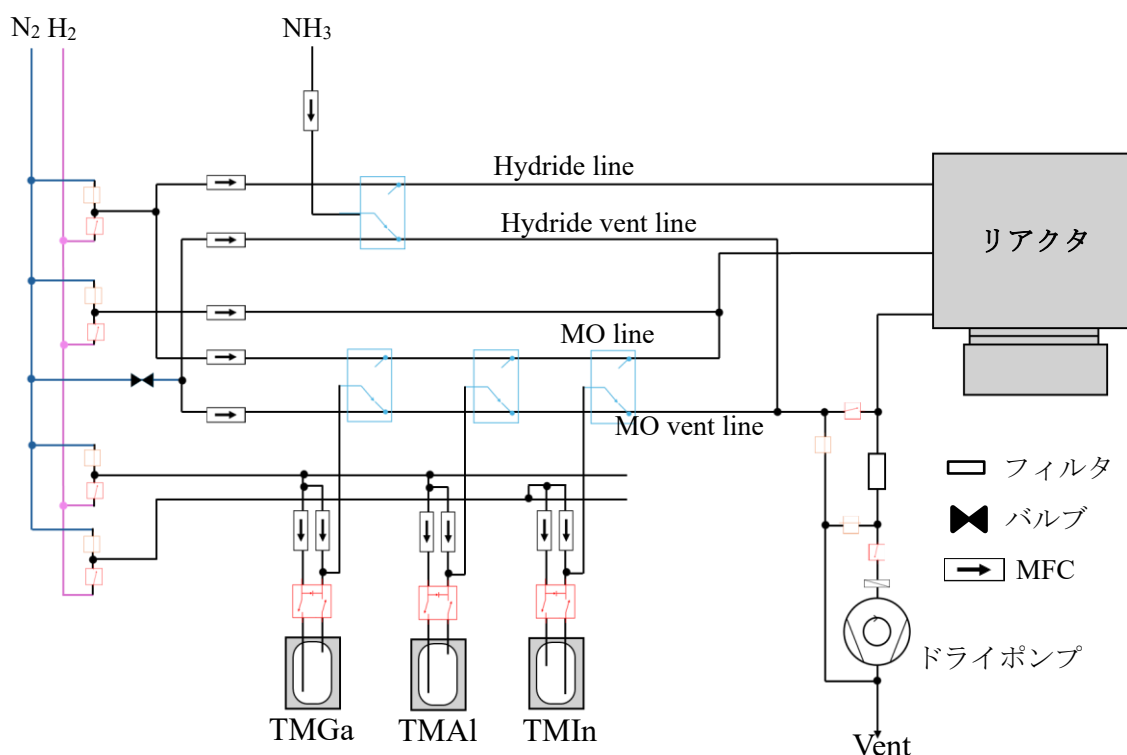 N₂ H₂
NH₃
Hydride line
Hydride vent line
リアクタ
MO line
MO vent line
フィルタ
バルブ
MFC
ドライポンプ
TMGa
TMAl
TMIn
Vent